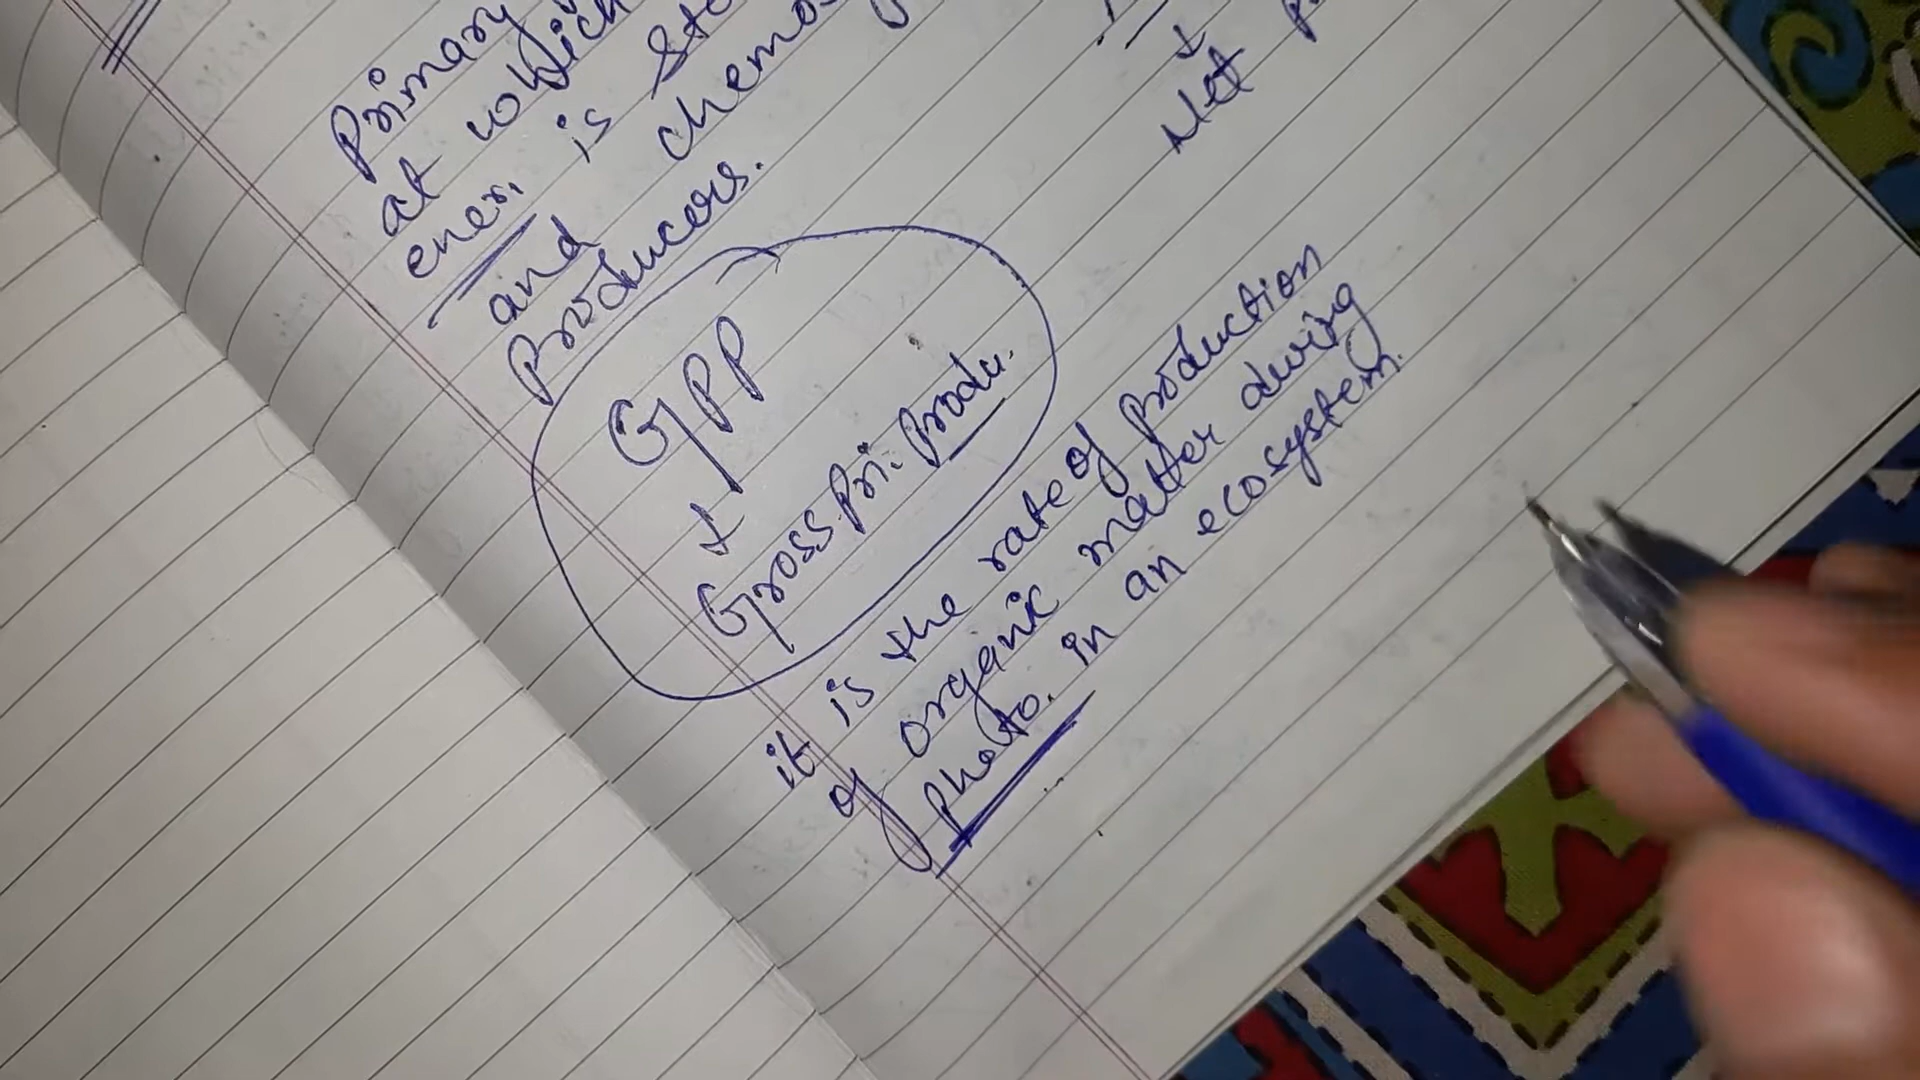 Primary
at which
ener. is
and chemo
Producers.
Net
GPP
Gross Pri. Produ.
it is the rate of production
of organic matter during
photo. in an ecosystem.